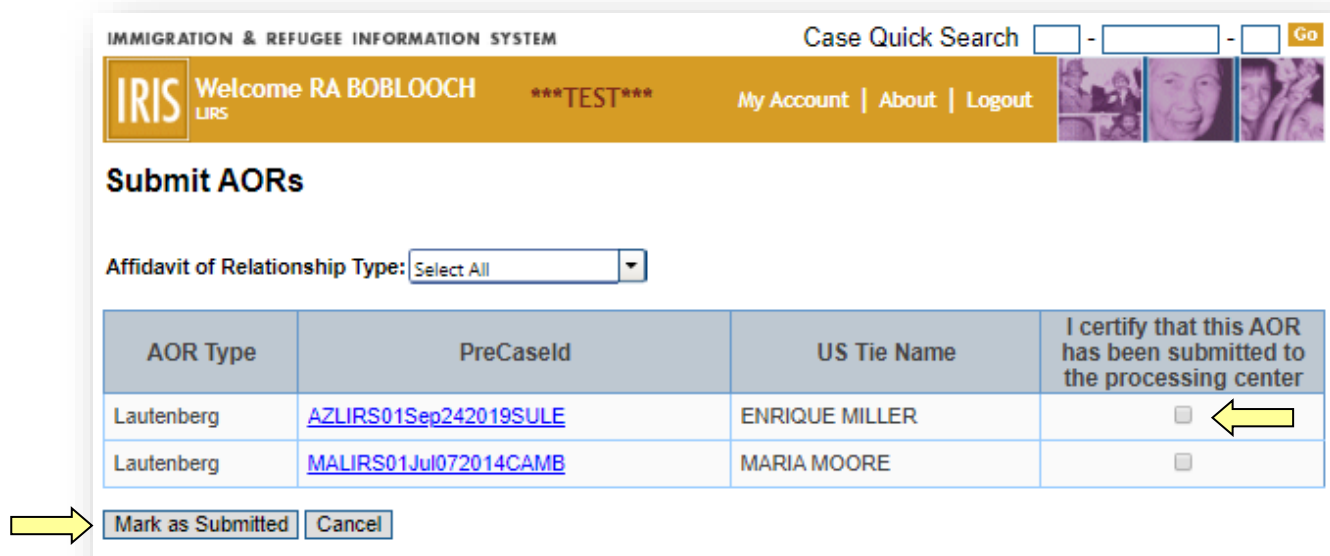 IMMIGRATION & REFUGEE INFORMATION SYSTEM Case Quick Search - - Go
IRIS Welcome RA BOBLOOCH ***TEST*** My Account | About | Logout
LIRS
Submit AORs
Affidavit of Relationship Type: Select All
AOR Type PreCaseId US Tie Name I certify that this AOR has been submitted to the processing center
Lautenberg AZLIRS01Sep242019SULE ENRIQUE MILLER
Lautenberg MALIRS01Jul072014CAMB MARIA MOORE
Mark as Submitted Cancel